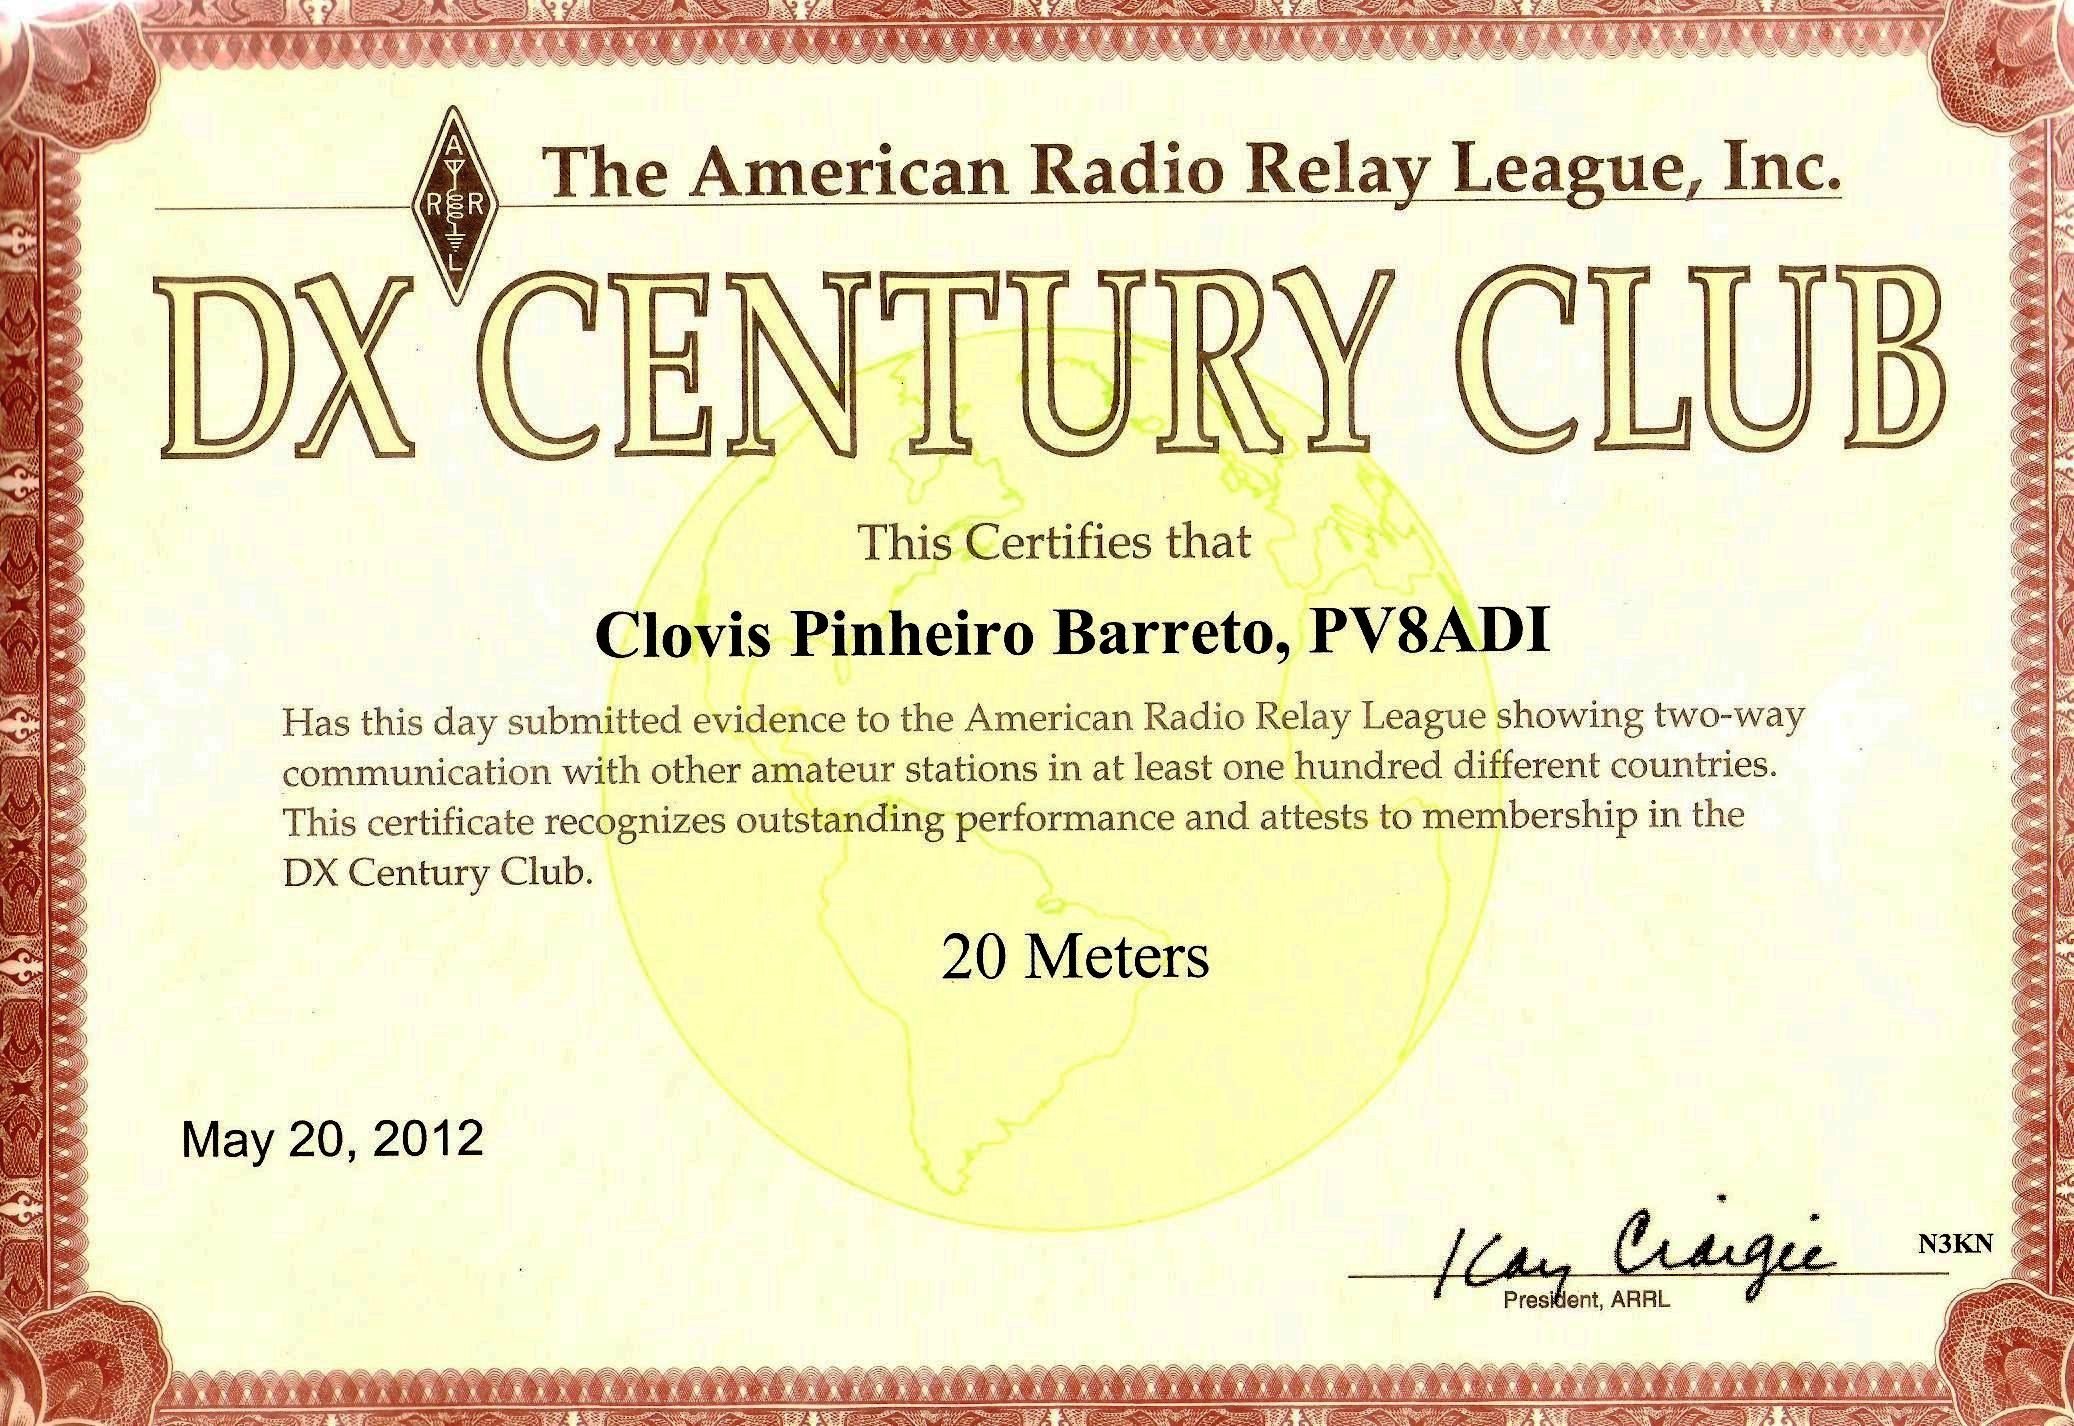 The American Radio Relay League, Inc.
A
R R
L
DX CENTURY CLUB
This Certifies that
Clovis Pinheiro Barreto, PV8ADI
Has this day submitted evidence to the American Radio Relay League showing two-way
communication with other amateur stations in at least one hundred different countries.
This certificate recognizes outstanding performance and attests to membership in the
DX Century Club.
20 Meters
May 20, 2012
Kay Craigie N3KN
President, ARRL